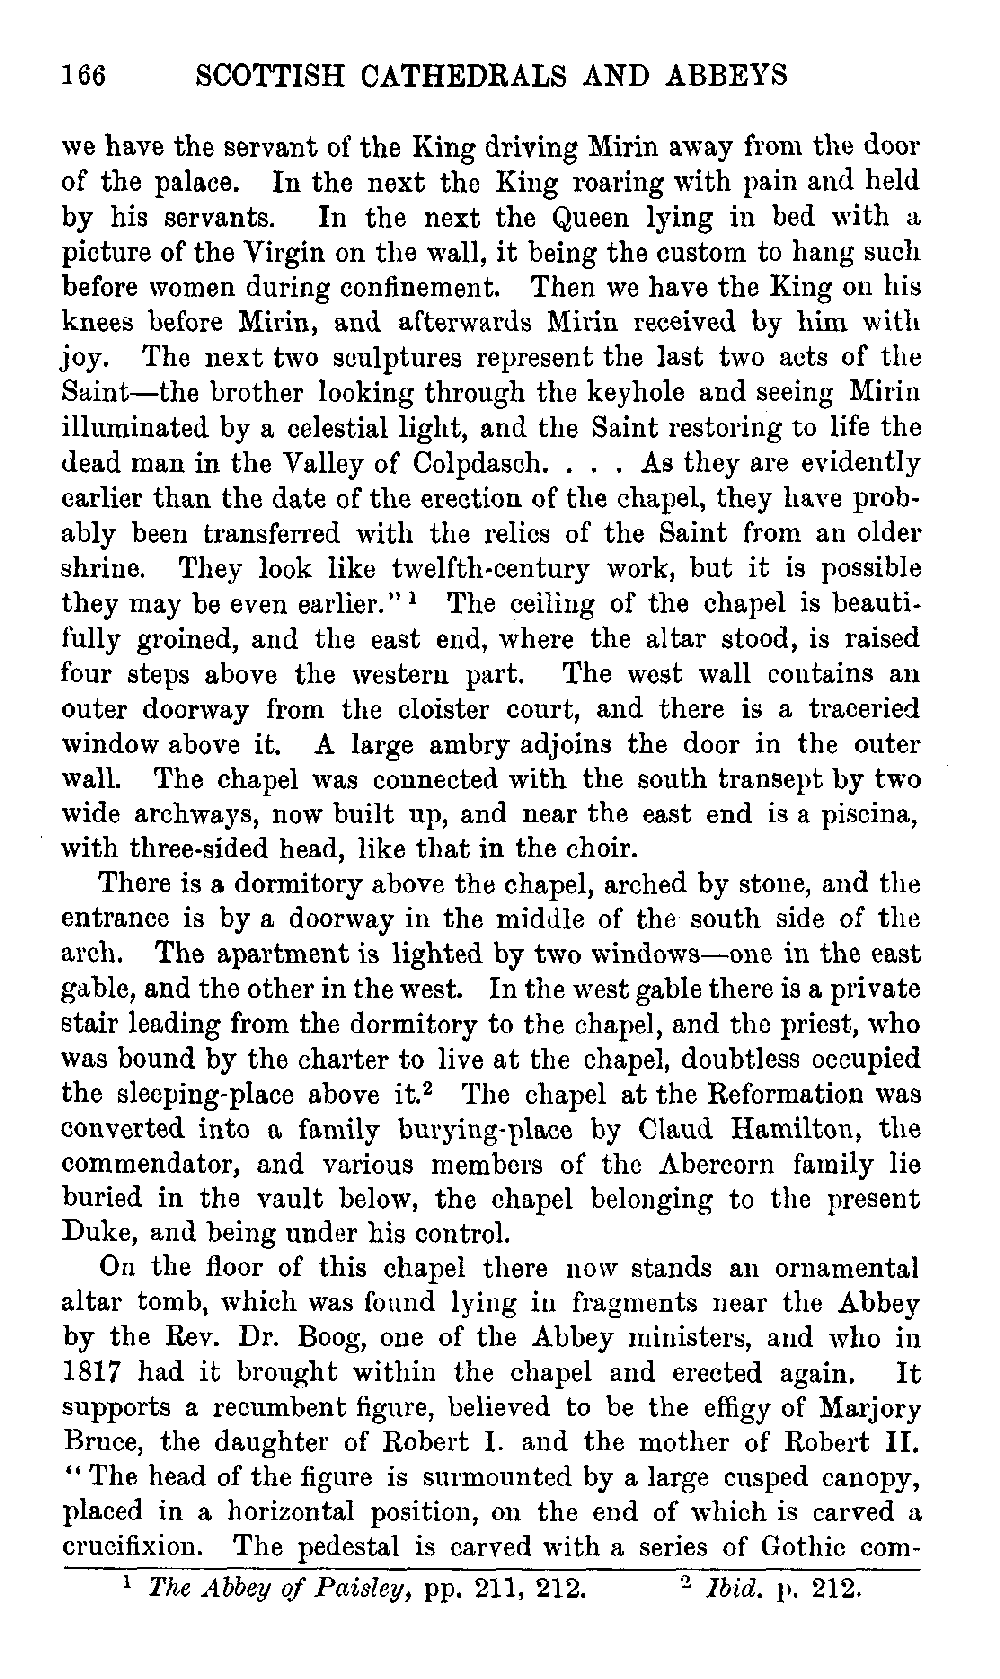 166 SCOTTISH CATHEDRALS AND ABBEYS
we have the servant of the King driving Mirin away from the door
of the palace. In the next the King roaring with pain and held
by his servants. In the next the Queen lying in bed with a
picture of the Virgin on the wall, it being the custom to hang such
before women during confinement. Then we have the King on his
knees before Mirin, and afterwards Mirin received by him with
joy. The next two sculptures represent the last two acts of the
Saint—the brother looking through the keyhole and seeing Mirin
illuminated by a celestial light, and the Saint restoring to life the
dead man in the Valley of Colpdasch. . . . As they are evidently
earlier than the date of the erection of the chapel, they have prob-
ably been transferred with the relics of the Saint from an older
shrine. They look like twelfth-century work, but it is possible
they may be even earlier." ¹ The ceiling of the chapel is beauti-
fully groined, and the east end, where the altar stood, is raised
four steps above the western part. The west wall contains an
outer doorway from the cloister court, and there is a traceried
window above it. A large ambry adjoins the door in the outer
wall. The chapel was connected with the south transept by two
wide archways, now built up, and near the east end is a piscina,
with three-sided head, like that in the choir.
There is a dormitory above the chapel, arched by stone, and the
entrance is by a doorway in the middle of the south side of the
arch. The apartment is lighted by two windows—one in the east
gable, and the other in the west. In the west gable there is a private
stair leading from the dormitory to the chapel, and the priest, who
was bound by the charter to live at the chapel, doubtless occupied
the sleeping-place above it.² The chapel at the Reformation was
converted into a family burying-place by Claud Hamilton, the
commendator, and various members of the Abercorn family lie
buried in the vault below, the chapel belonging to the present
Duke, and being under his control.
On the floor of this chapel there now stands an ornamental
altar tomb, which was found lying in fragments near the Abbey
by the Rev. Dr. Boog, one of the Abbey ministers, and who in
1817 had it brought within the chapel and erected again. It
supports a recumbent figure, believed to be the effigy of Marjory
Bruce, the daughter of Robert I. and the mother of Robert II.
"The head of the figure is surmounted by a large cusped canopy,
placed in a horizontal position, on the end of which is carved a
crucifixion. The pedestal is carved with a series of Gothic com-
¹ The Abbey of Paisley, pp. 211, 212. ² Ibid. p. 212.